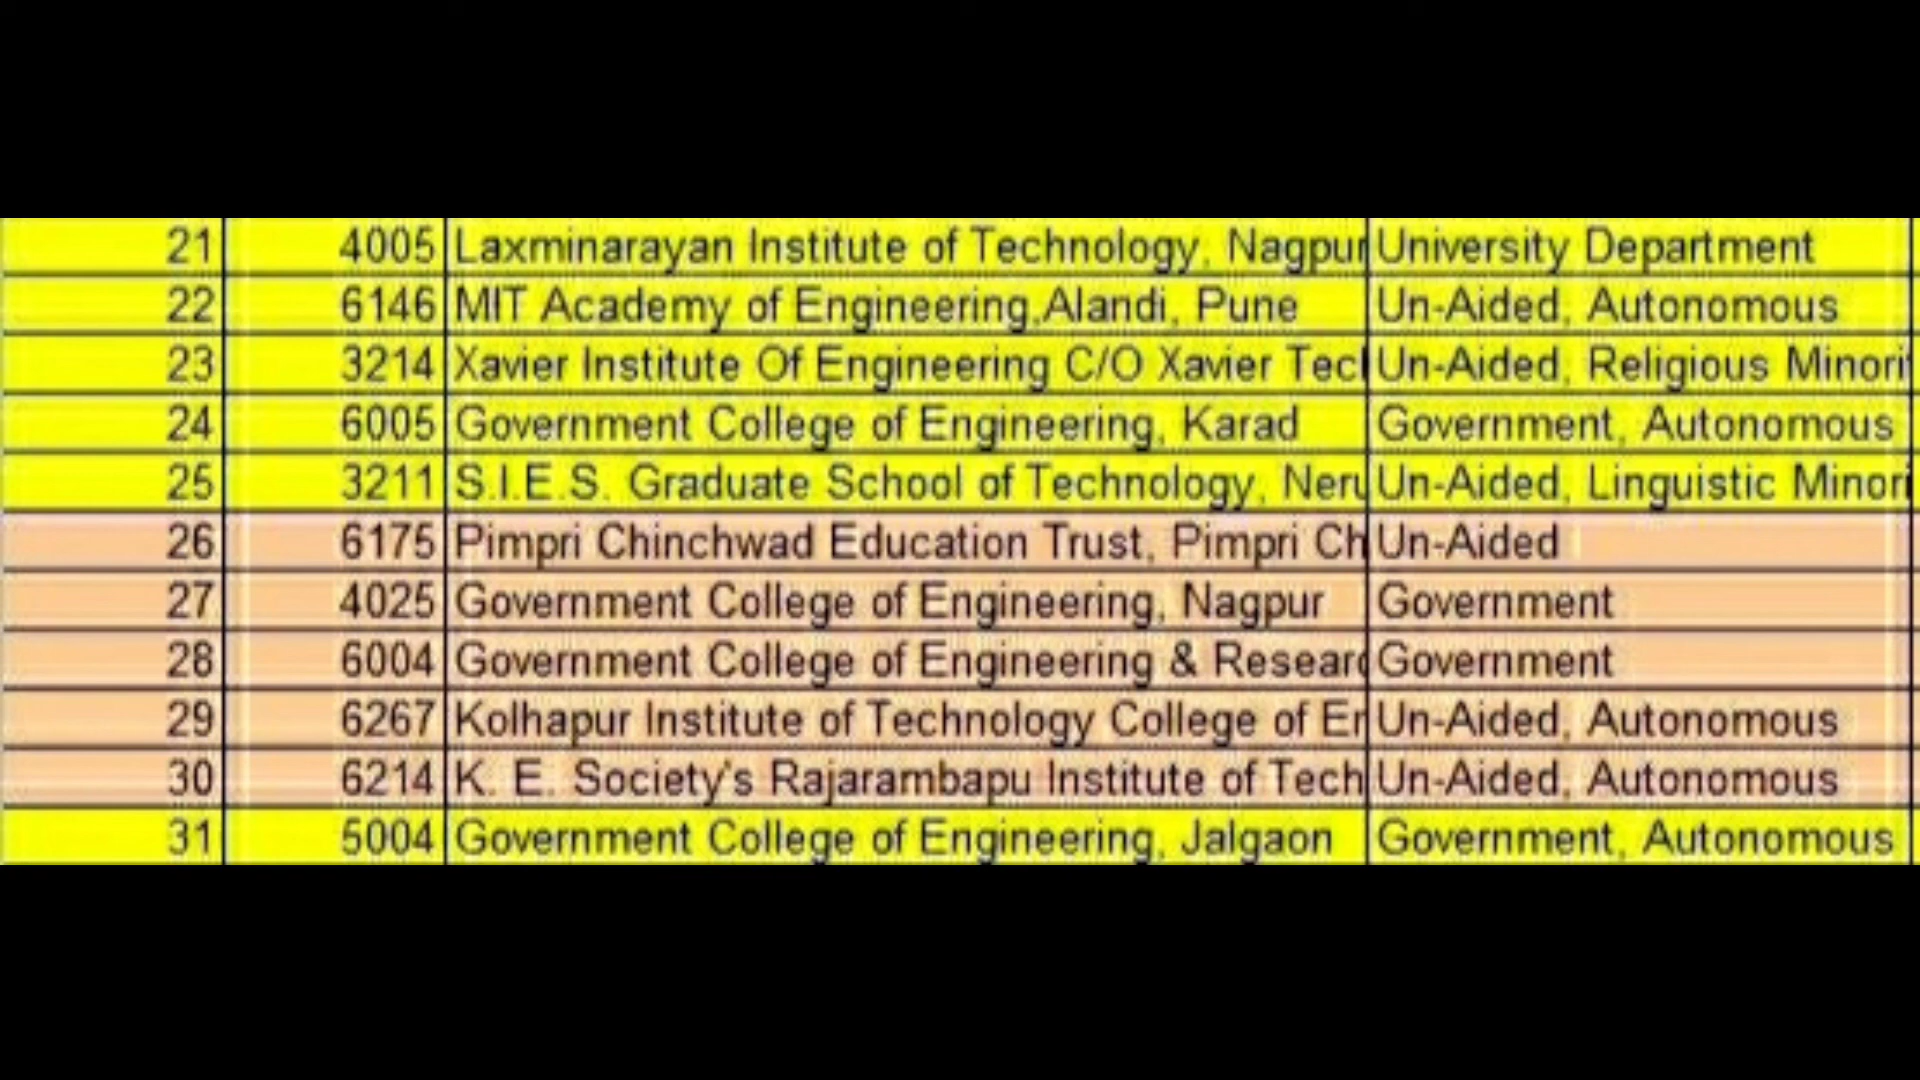 21 4005 Laxminarayan Institute of Technology, Nagpur University Department
22 6146 MIT Academy of Engineering,Alandi, Pune Un-Aided, Autonomous
23 3214 Xavier Institute Of Engineering C/O Xavier Tec Un-Aided, Religious Minori
24 6005 Government College of Engineering, Karad Government, Autonomous
25 3211 S.I.E.S. Graduate School of Technology, Neru Un-Aided, Linguistic Minori
26 6175 Pimpri Chinchwad Education Trust, Pimpri Ch Un-Aided
27 4025 Government College of Engineering, Nagpur Government
28 6004 Government College of Engineering & Researc Government
29 6267 Kolhapur Institute of Technology College of En Un-Aided, Autonomous
30 6214 K. E. Society's Rajarambapu Institute of Tech Un-Aided, Autonomous
31 5004 Government College of Engineering, Jalgaon Government, Autonomous